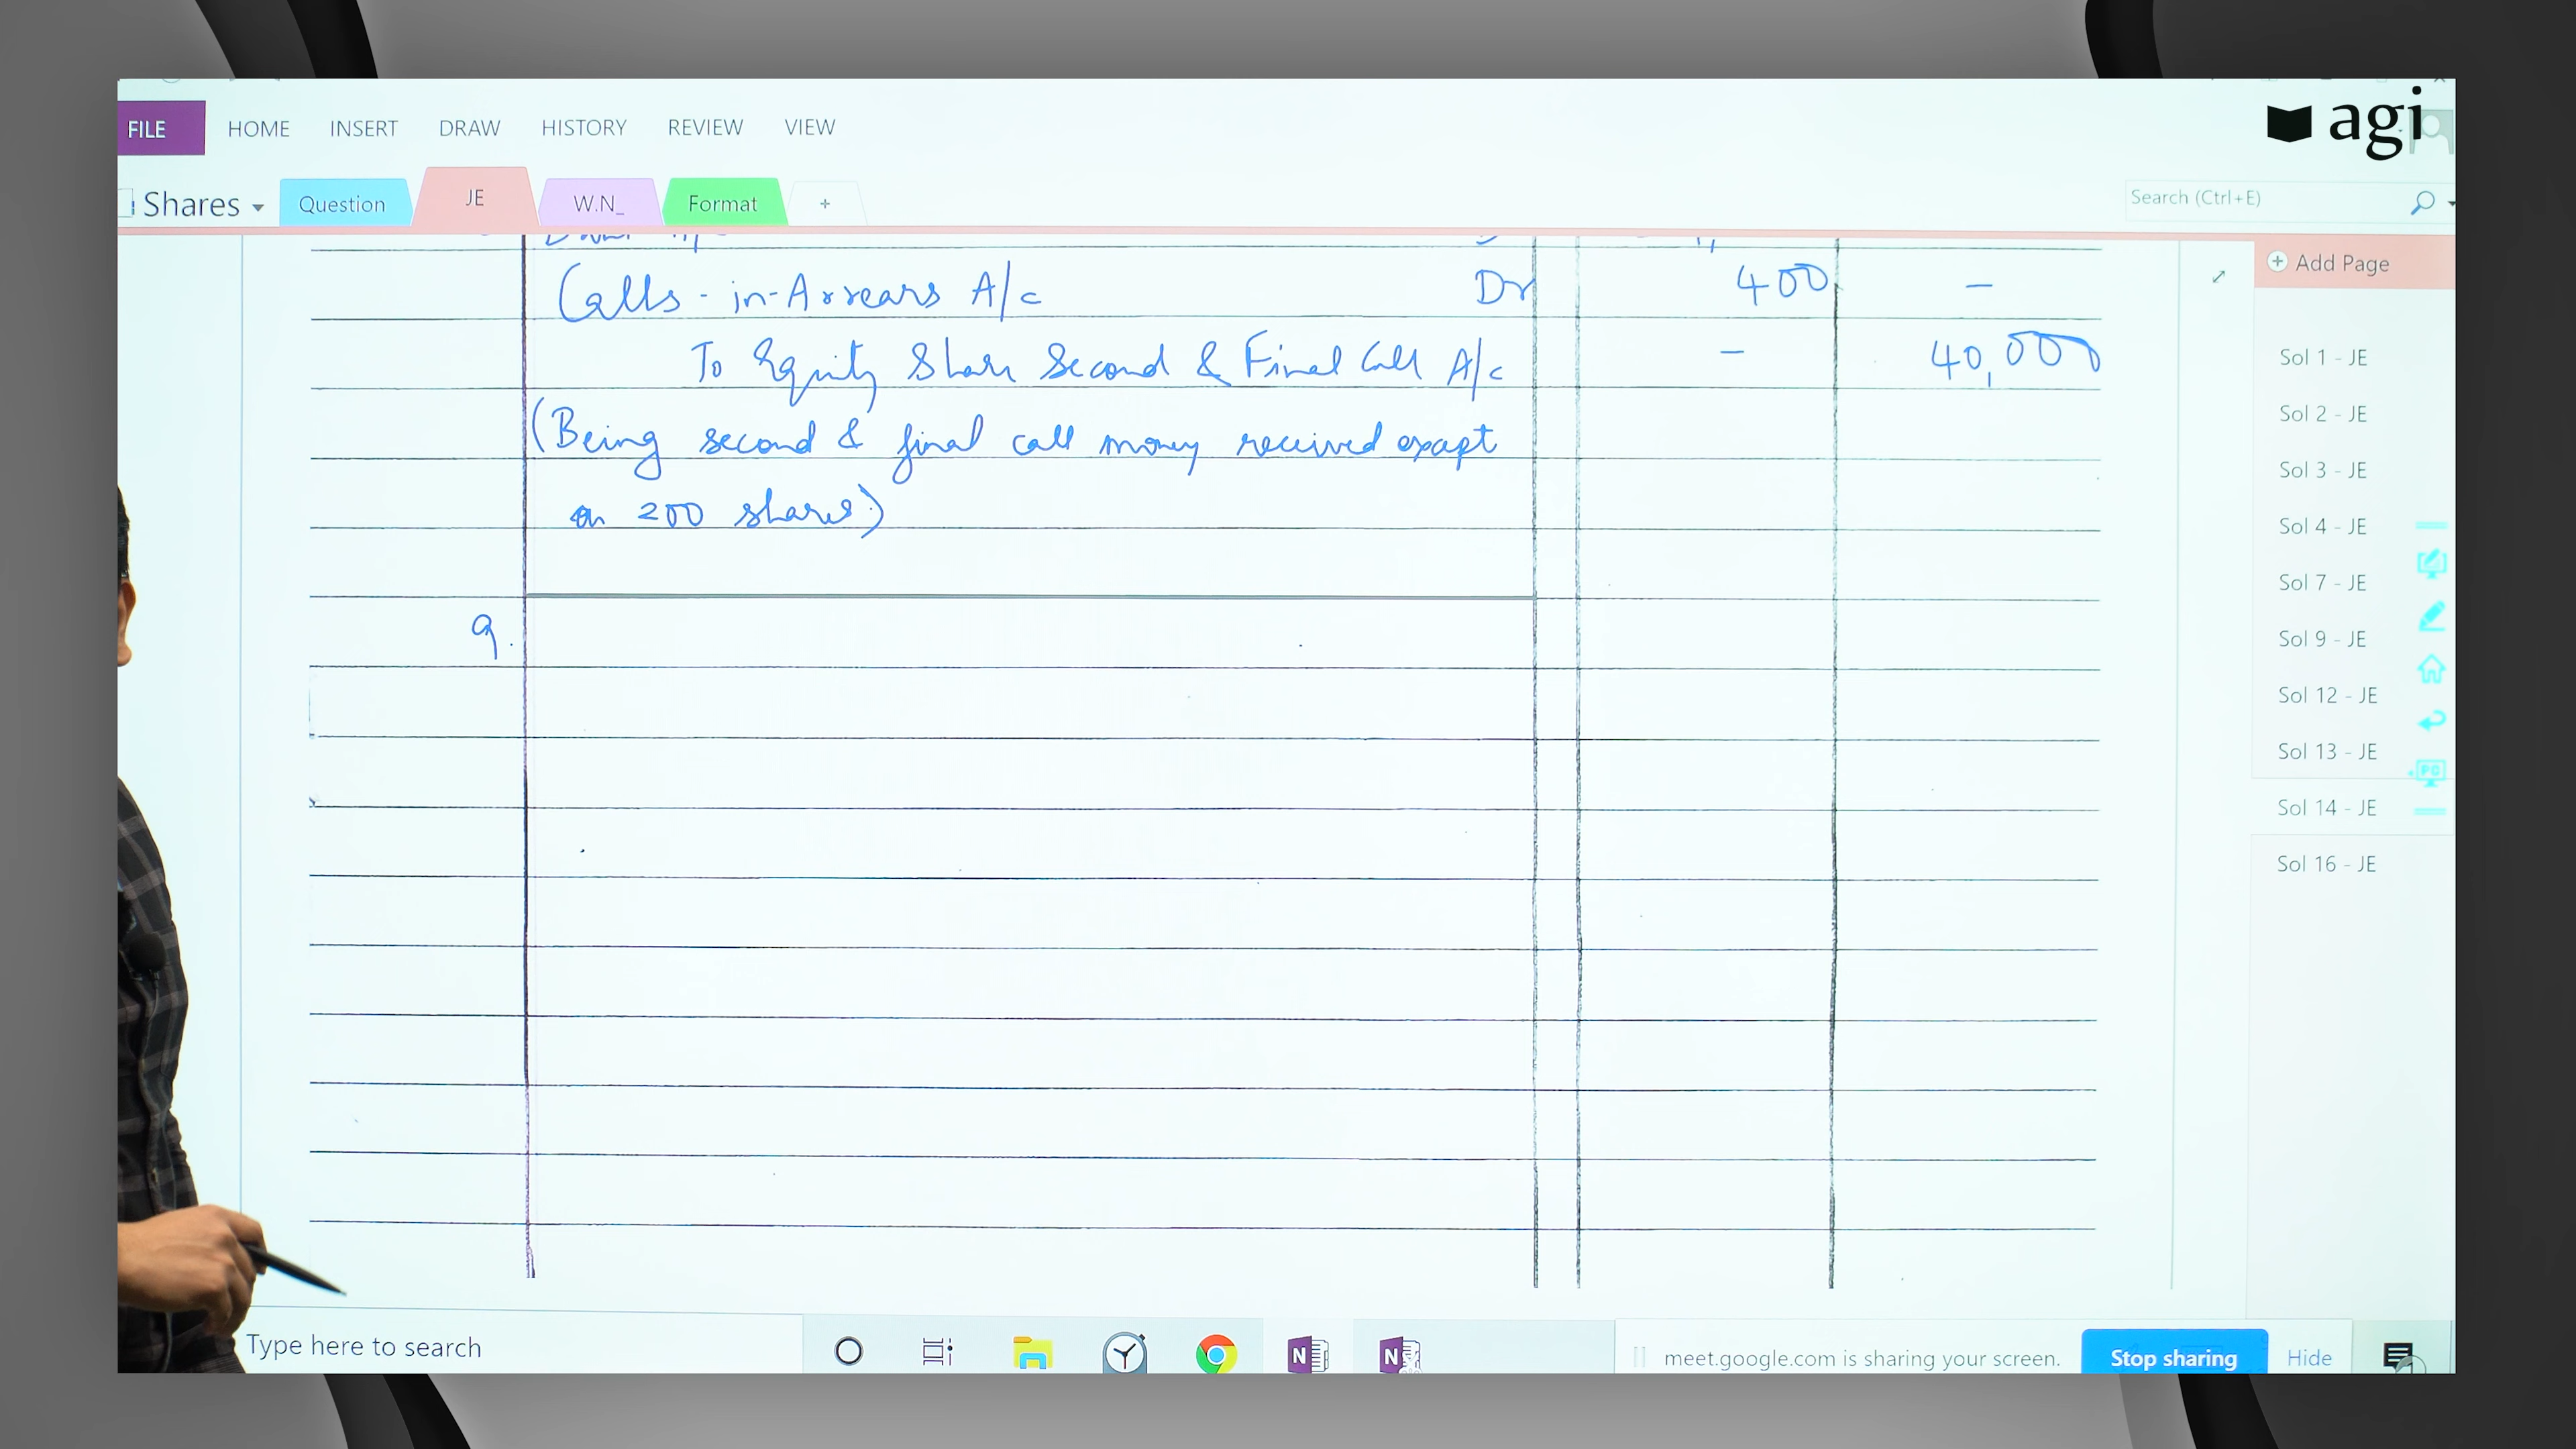 agi
FILE HOME INSERT DRAW HISTORY REVIEW VIEW
Shares Question JE W.N_ Format +
Search (Ctrl+E)
Add Page
Calls-in-Arrears A/c Dr 400 –
To Equity Share Second & Final Call A/c – 40,000
(Being second & final call money received except
on 200 shares)
9.
Sol 1 - JE
Sol 2 - JE
Sol 3 - JE
Sol 4 - JE
Sol 7 - JE
Sol 9 - JE
Sol 12 - JE
Sol 13 - JE
Sol 14 - JE
Sol 16 - JE
PQ
Type here to search
N N
meet.google.com is sharing your screen. Stop sharing Hide